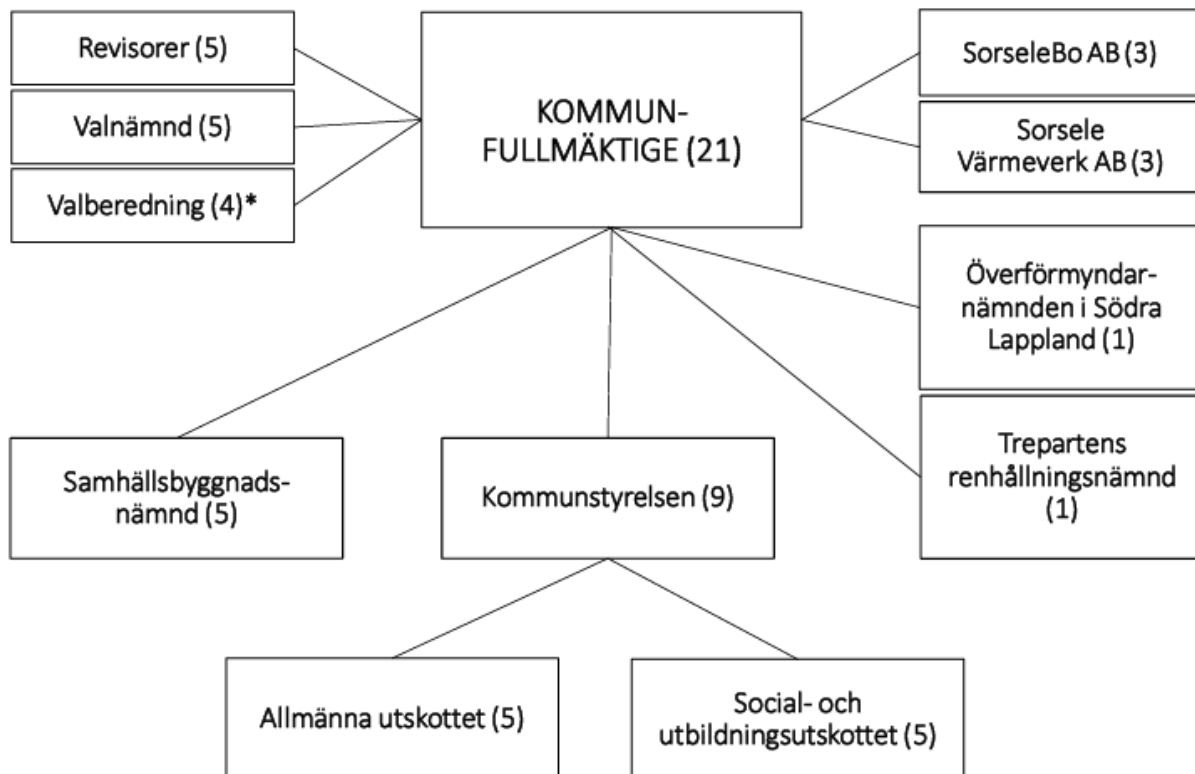 Revisorer (5)
Valnämnd (5)
Valberedning (4)*
KOMMUN-
FULLMÄKTIGE (21)
SorseleBo AB (3)
Sorsele
Värmeverk AB (3)
Överförmyndar-
nämnden i Södra
Lappland (1)
Trepartens
renhållningsnämnd
(1)
Samhällsbyggnads-
nämnd (5)
Kommunstyrelsen (9)
Allmänna utskottet (5)
Social- och
utbildningsutskottet (5)